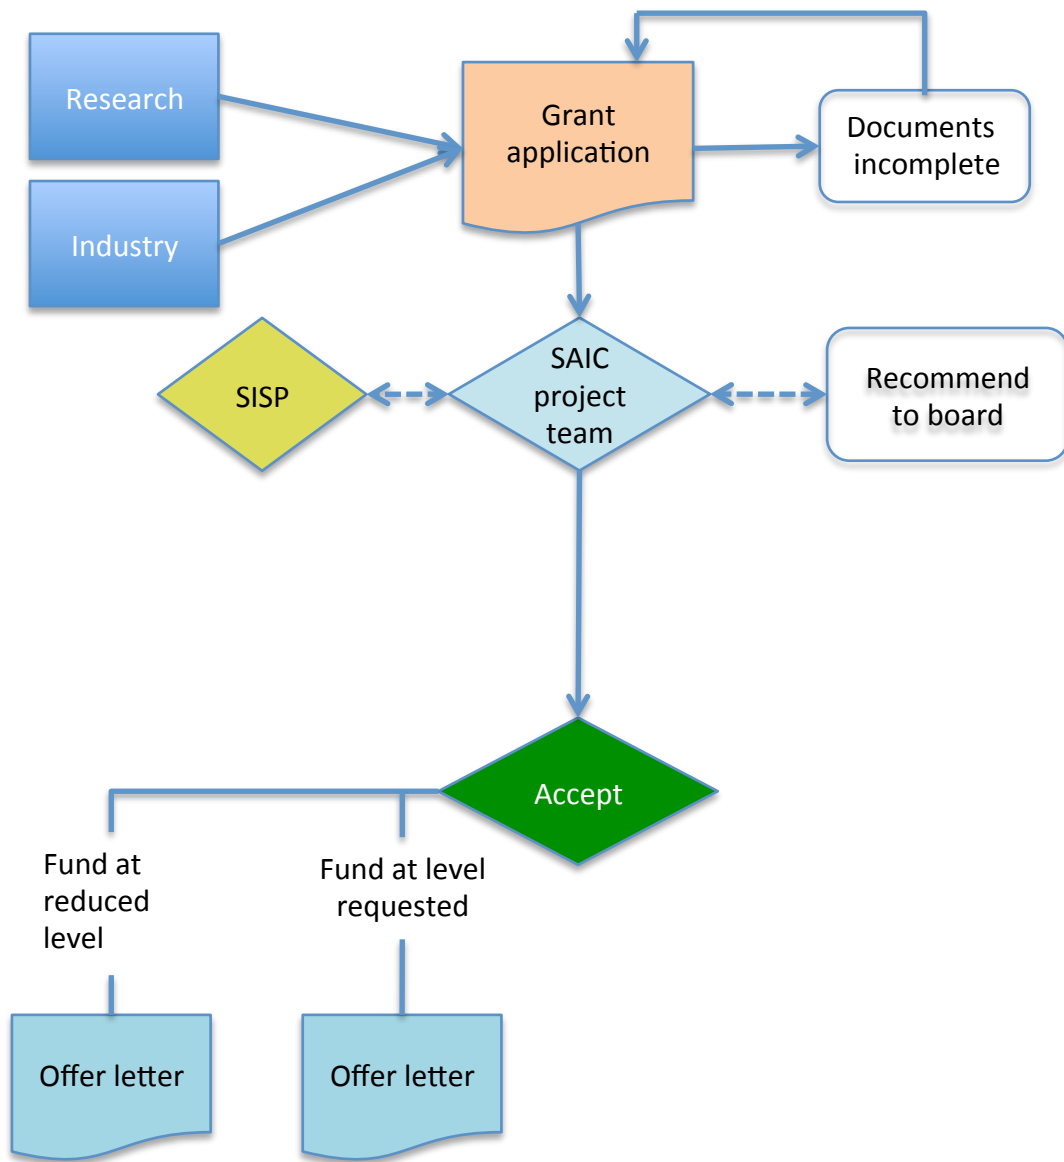 Research
Grant
application
Documents
incomplete
Industry
SISP
SAIC
project
team
Recommend
to board
Accept
Fund at
reduced
level
Fund at level
requested
Offer letter
Offer letter